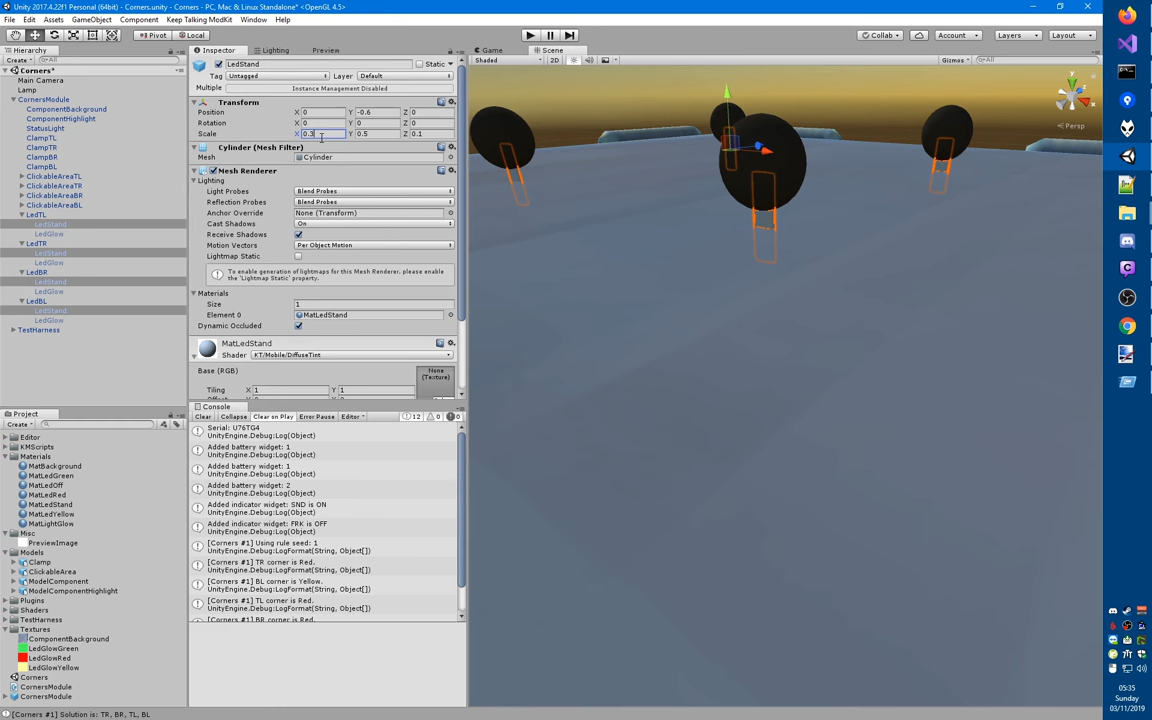 Unity 2017.4.22f1 Personal (64bit) - Corners.unity - Corners - PC, Mac & Linux Standalone* <OpenGL 4.5>
File Edit Assets GameObject Component Keep Talking ModKit Window Help
Pivot Local Collab Account Layers Layout
Hierarchy
Create All
Corners*
Main Camera
Lamp
CornersModule
ComponentBackground
ComponentHighlight
StatusLight
ClampTL
ClampTR
ClampBR
ClampBL
ClickableAreaTL
ClickableAreaTR
ClickableAreaBR
ClickableAreaBL
LedTL
LedStand
LedGlow
LedTR
LedStand
LedGlow
LedBR
LedStand
LedGlow
LedBL
LedStand
LedGlow
TestHarness
Project
Create
Editor
KMScripts
Materials
MatBackground
MatLedGreen
MatLedOff
MatLedRed
MatLedStand
MatLedYellow
MatLightGlow
Misc
PreviewImage
Models
Clamp
ClickableArea
ModelComponent
ModelComponentHighlight
Plugins
Shaders
TestHarness
Textures
ComponentBackground
LedGlowGreen
LedGlowRed
LedGlowYellow
Corners
CornersModule
CornersModule
Inspector Lighting Preview
LedStand Static
Tag Untagged Layer Default
Multiple Instance Management Disabled
Transform
Position X 0 Y -0.6 Z 0
Rotation X 0 Y 0 Z 0
Scale X 0.3 Y 0.5 Z 0.1
Cylinder (Mesh Filter)
Mesh Cylinder
Mesh Renderer
Lighting
Light Probes Blend Probes
Reflection Probes Blend Probes
Anchor Override None (Transform)
Cast Shadows On
Receive Shadows
Motion Vectors Per Object Motion
Lightmap Static
To enable generation of lightmaps for this Mesh Renderer, please enable
the 'Lightmap Static' property.
Materials
Size 1
Element 0 MatLedStand
Dynamic Occluded
MatLedStand
Shader KT/Mobile/DiffuseTint
Base (RGB) None
(Texture)
Tiling X 1 Y 1
Console
Clear Collapse Clear on Play Error Pause Editor 12 0 0
Serial: U76TG4
UnityEngine.Debug:Log(Object)
Added battery widget: 1
UnityEngine.Debug:Log(Object)
Added battery widget: 1
UnityEngine.Debug:Log(Object)
Added battery widget: 2
UnityEngine.Debug:Log(Object)
Added indicator widget: SND is ON
UnityEngine.Debug:Log(Object)
Added indicator widget: FRK is OFF
UnityEngine.Debug:Log(Object)
[Corners #1] Using rule seed: 1
UnityEngine.Debug:LogFormat(String, Object[])
[Corners #1] TR corner is Red.
UnityEngine.Debug:LogFormat(String, Object[])
[Corners #1] BL corner is Yellow.
UnityEngine.Debug:LogFormat(String, Object[])
[Corners #1] TL corner is Red.
UnityEngine.Debug:LogFormat(String, Object[])
[Corners #1] BR corner is Red.
Game Scene
Shaded 2D Gizmos All
y
Persp
05:35
Sunday
03/11/2019
[Corners #1] Solution is: TR, BR, TL, BL